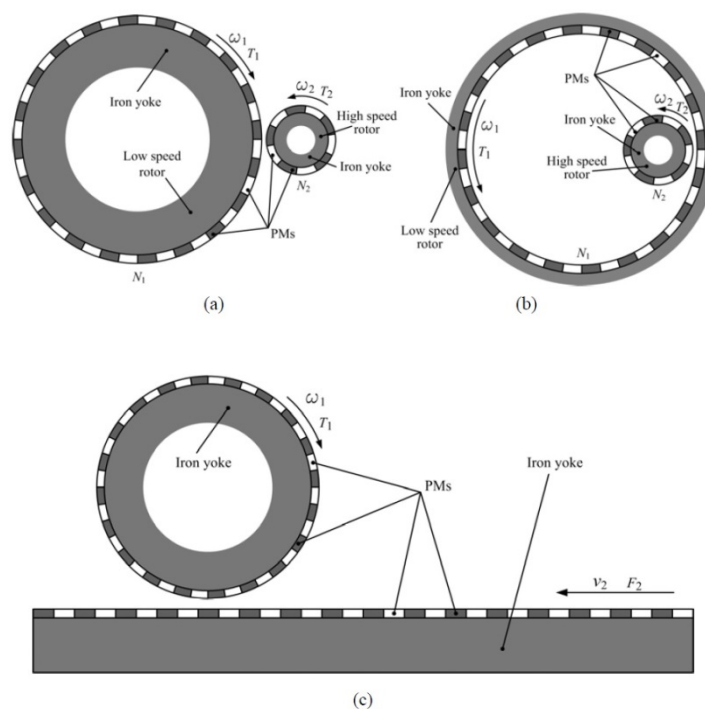 ω1
T1
Iron yoke
ω2 T2
High speed
rotor
Low speed
rotor
Iron yoke
N2
PMs
N1
(a)
PMs
Iron yoke
ω1
T1
ω2 T2
Iron yoke
High speed
rotor
N2
Low speed
rotor
N1
(b)
ω1
T1
Iron yoke
PMs
Iron yoke
v2 F2
(c)